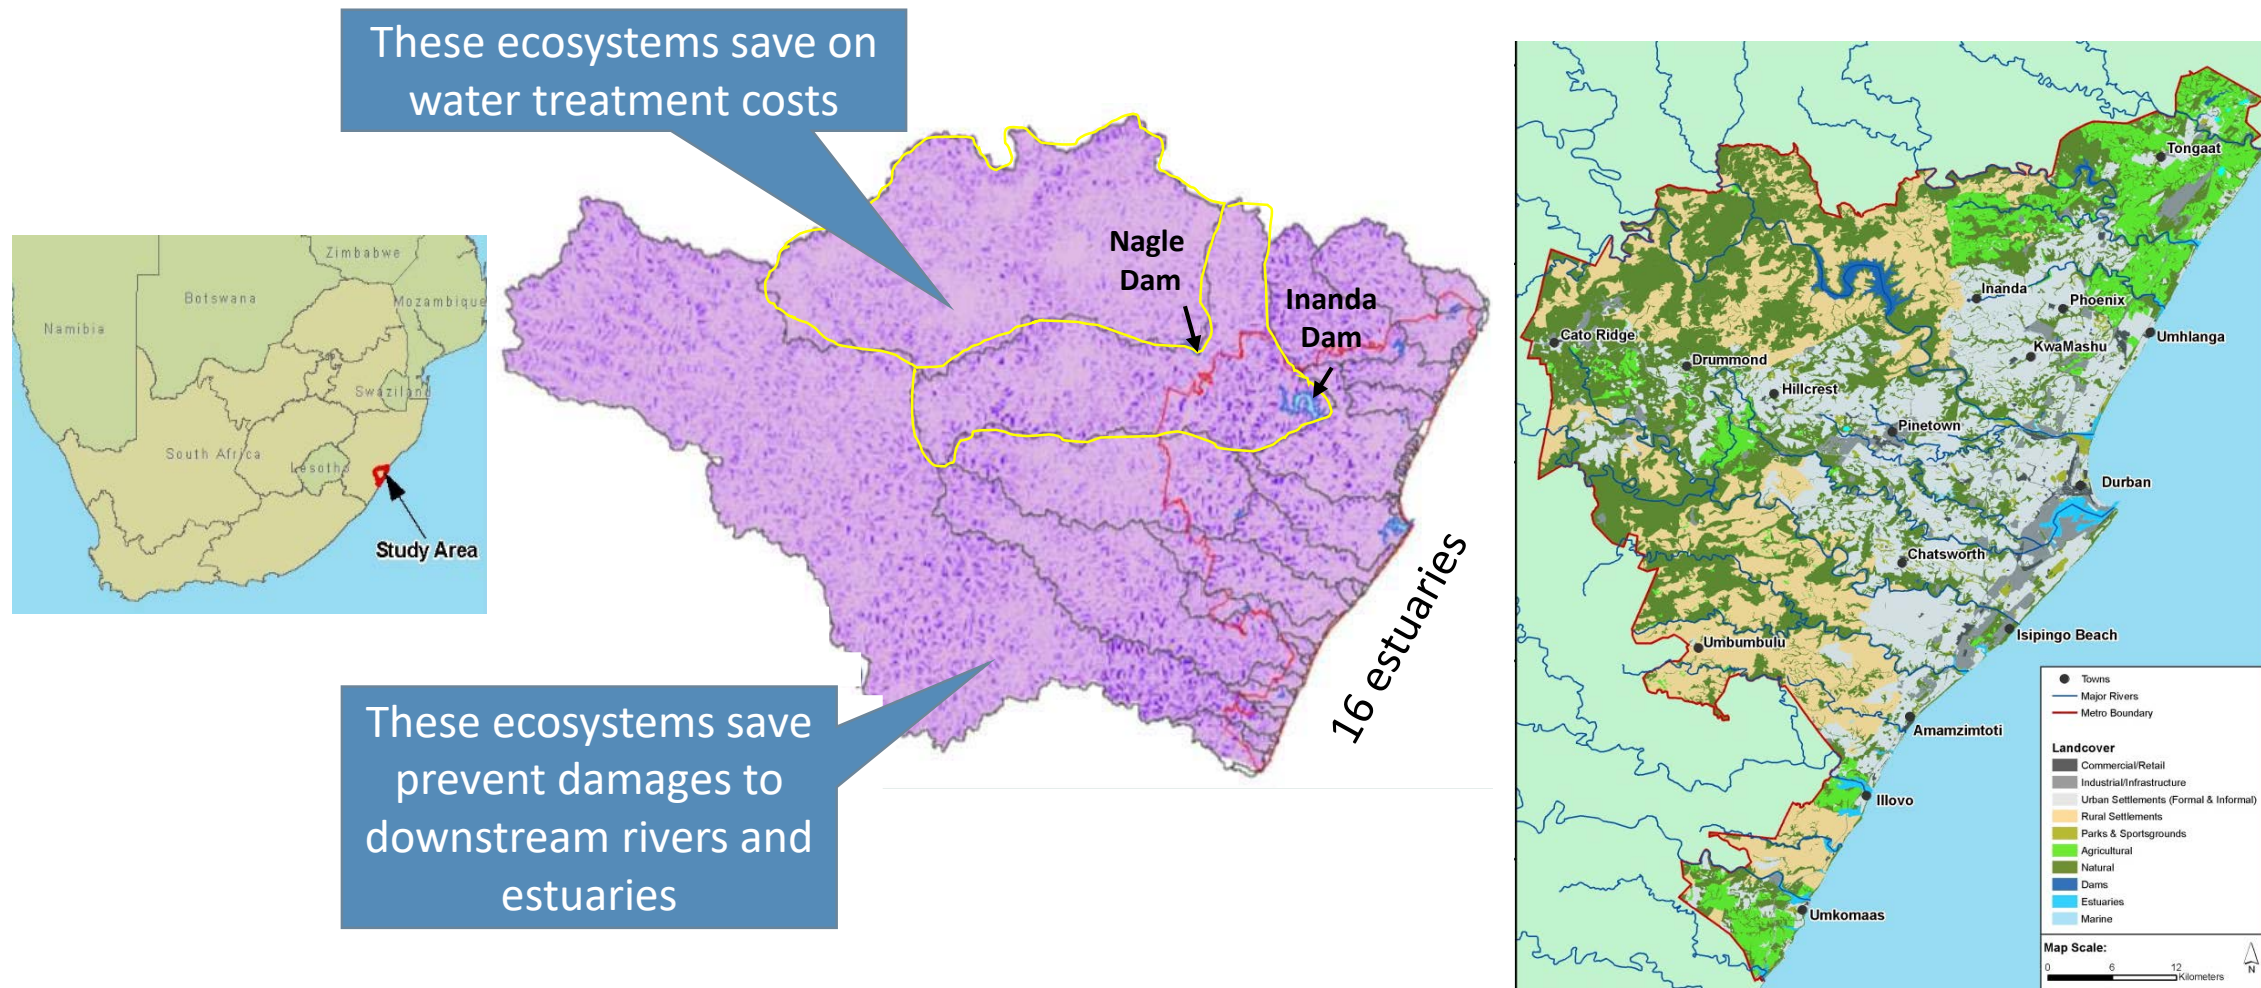 These ecosystems save on
water treatment costs
Zimbabwe
Botswana
Mozambique
Namibia
Swaziland
South Africa
Lesotho
Study Area
Nagle
Dam
Inanda
Dam
16 estuaries
These ecosystems save
prevent damages to
downstream rivers and
estuaries
Tongaat
Inanda
Phoenix
Umhlanga
Cato Ridge
KwaMashu
Drummond
Hillcrest
Pinetown
Durban
Chatsworth
Isipingo Beach
Umbumbulu
Amamzimtoti
Illovo
Umkomaas
Towns
Major Rivers
Metro Boundary
Landcover
Commercial/Retail
Industrial/Infrastructure
Urban Settlements (Formal & Informal)
Rural Settlements
Parks & Sportsgrounds
Agricultural
Natural
Dams
Estuaries
Marine
Map Scale:
0 6 12
Kilometers
N